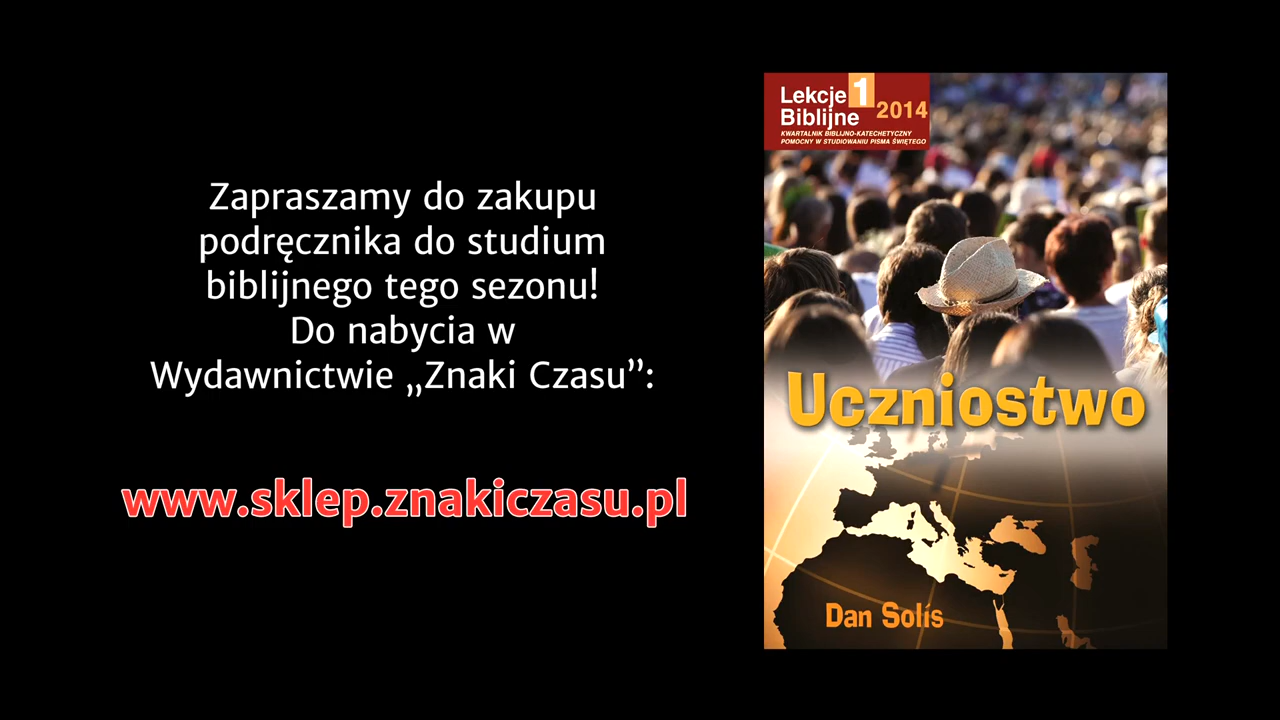 Zapraszamy do zakupu
podręcznika do studium
biblijnego tego sezonu!
Do nabycia w
Wydawnictwie „Znaki Czasu”:
www.sklep.znakiczasu.pl
Lekcje 1 2014
Biblijne
KWARTALNIK BIBLIJNO-KATECHETYCZNY
POMOCNY W STUDIOWANIU PISMA ŚWIĘTEGO
Uczniostwo
Dan Solís